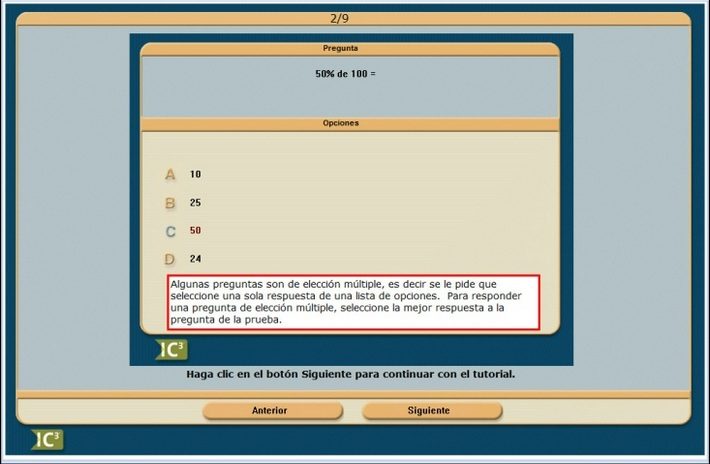 2/9
Pregunta
50% de 100 =
Opciones
A 10
B 25
C 50
D 24
Algunas preguntas son de elección múltiple, es decir se le pide que
seleccione una sola respuesta de una lista de opciones. Para responder
una pregunta de elección múltiple, seleccione la mejor respuesta a la
pregunta de la prueba.
IC³
Haga clic en el botón Siguiente para continuar con el tutorial.
Anterior Siguiente
IC³